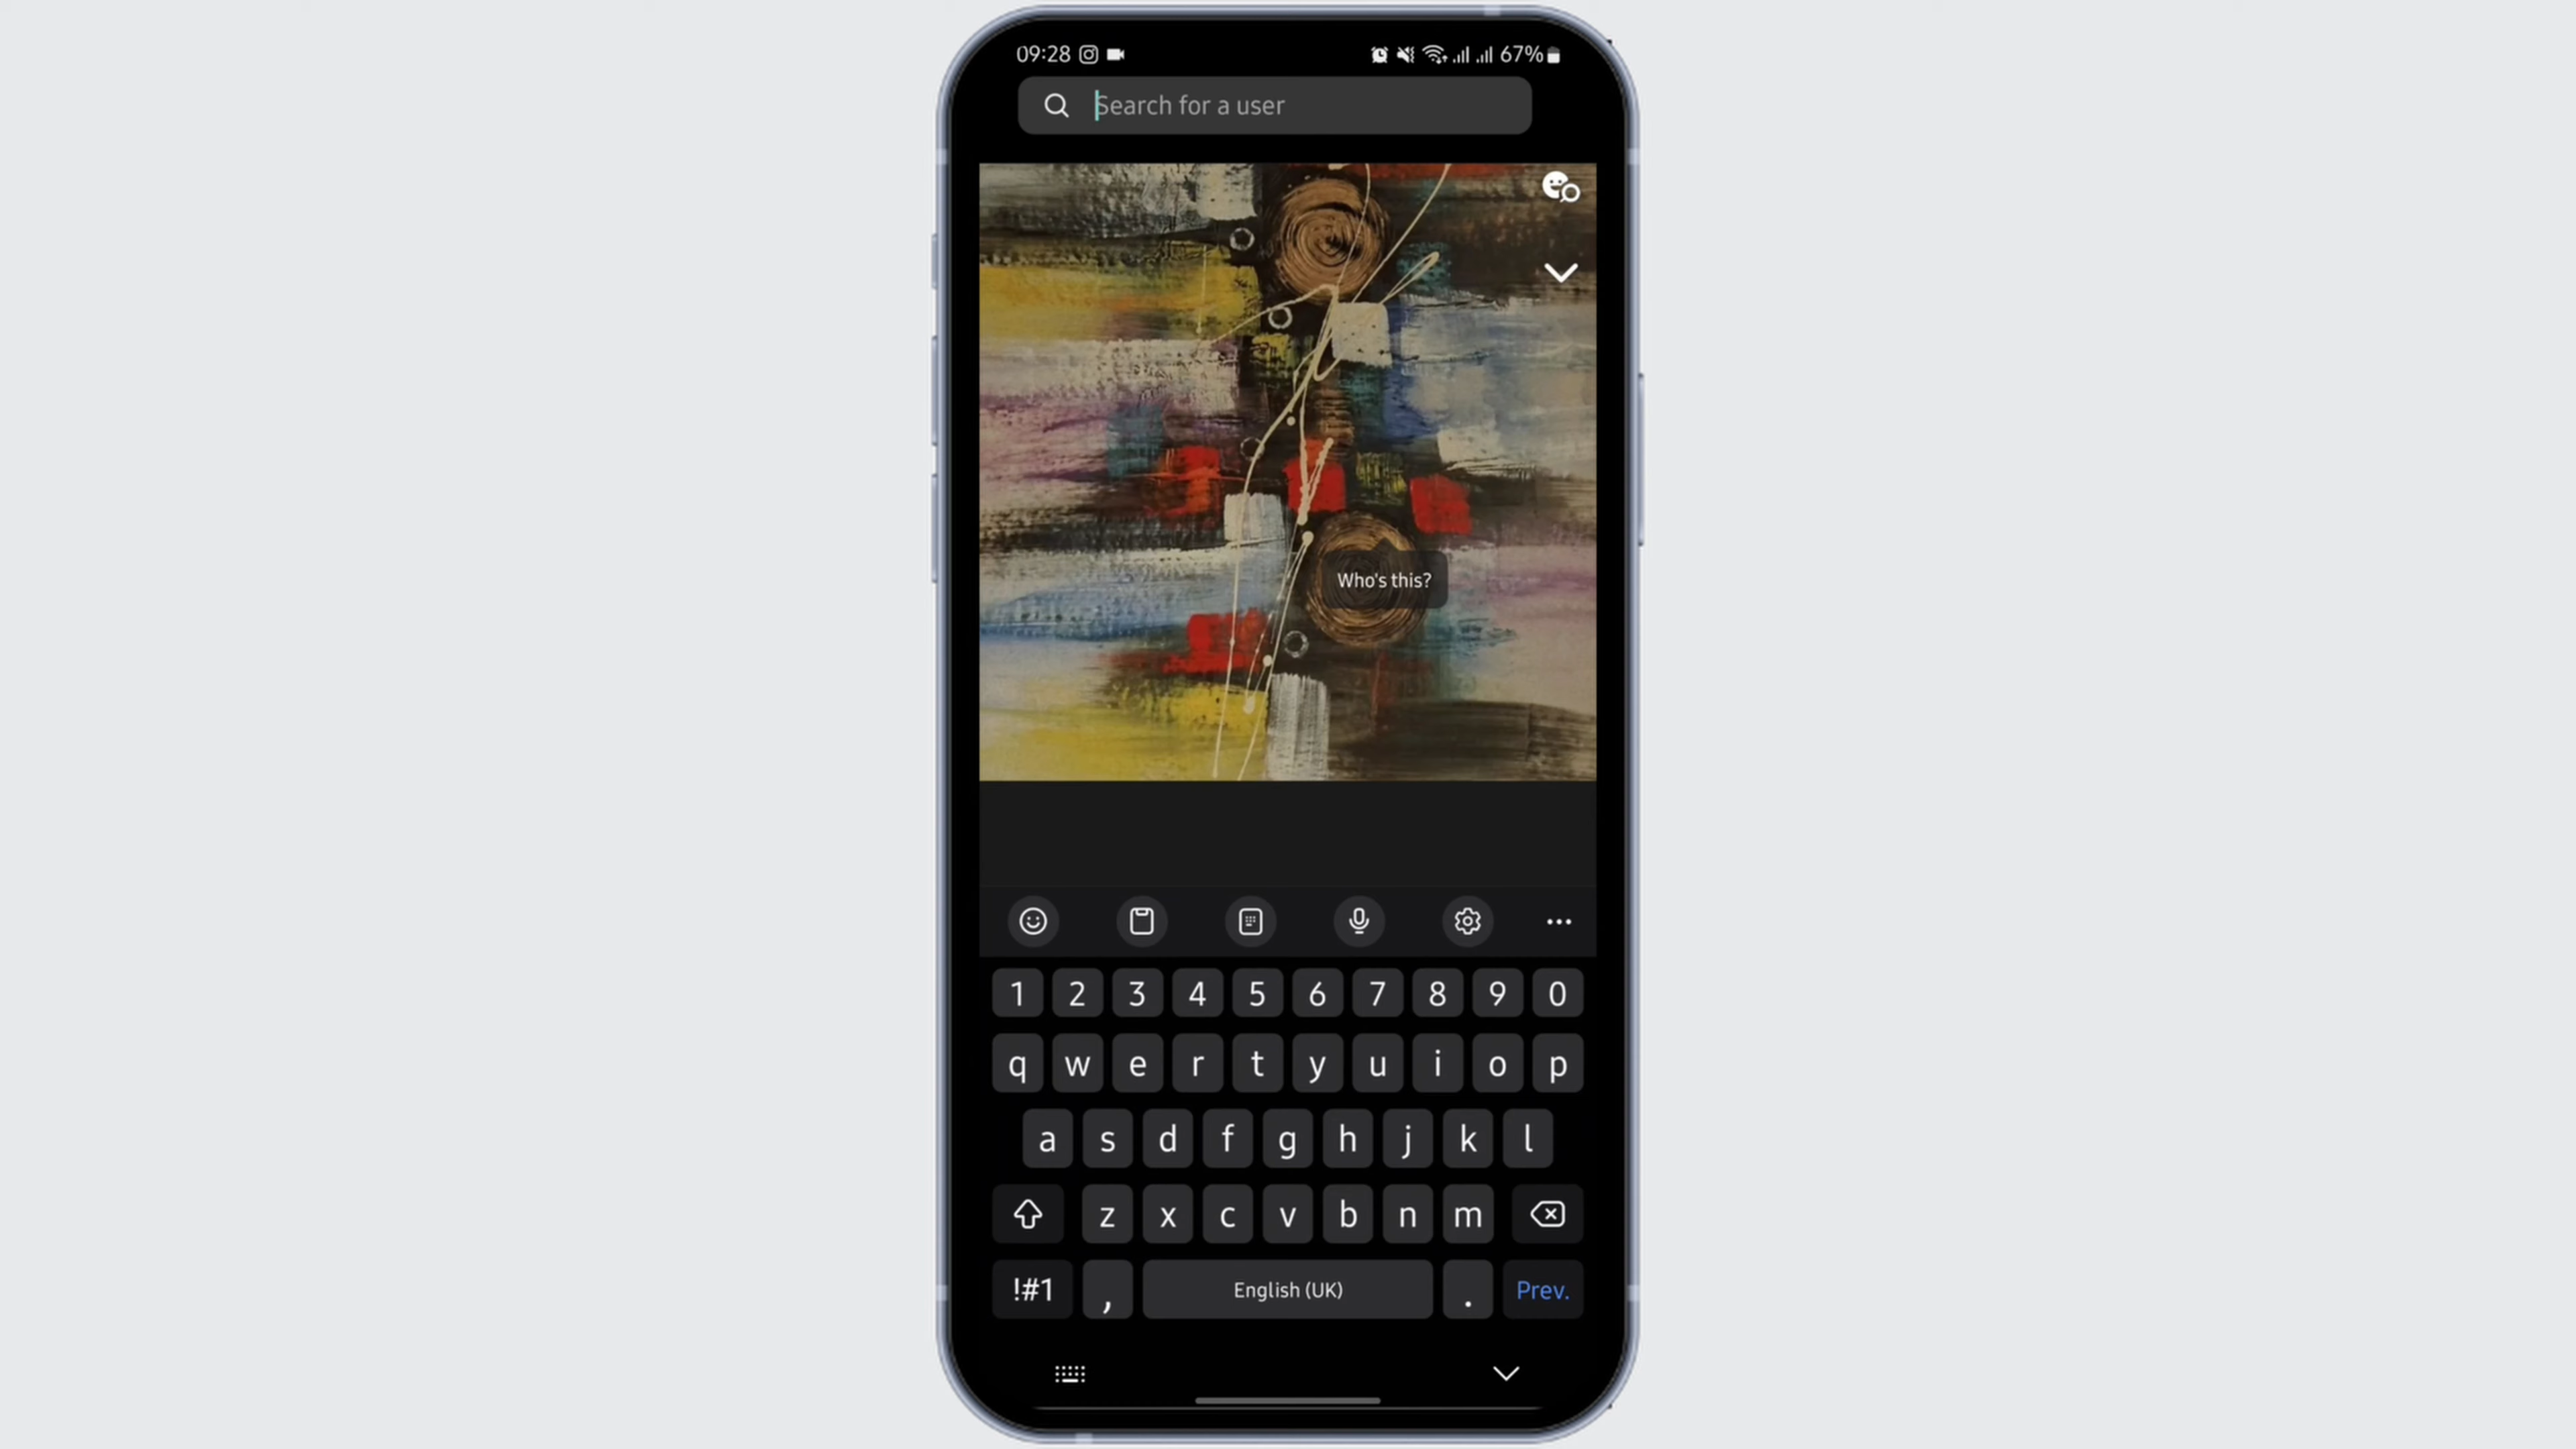 09:28 67%
Search for a user
Who's this?
1 2 3 4 5 6 7 8 9 0
q w e r t y u i o p
a s d f g h j k l
z x c v b n m
!#1 , English (UK) . Prev.